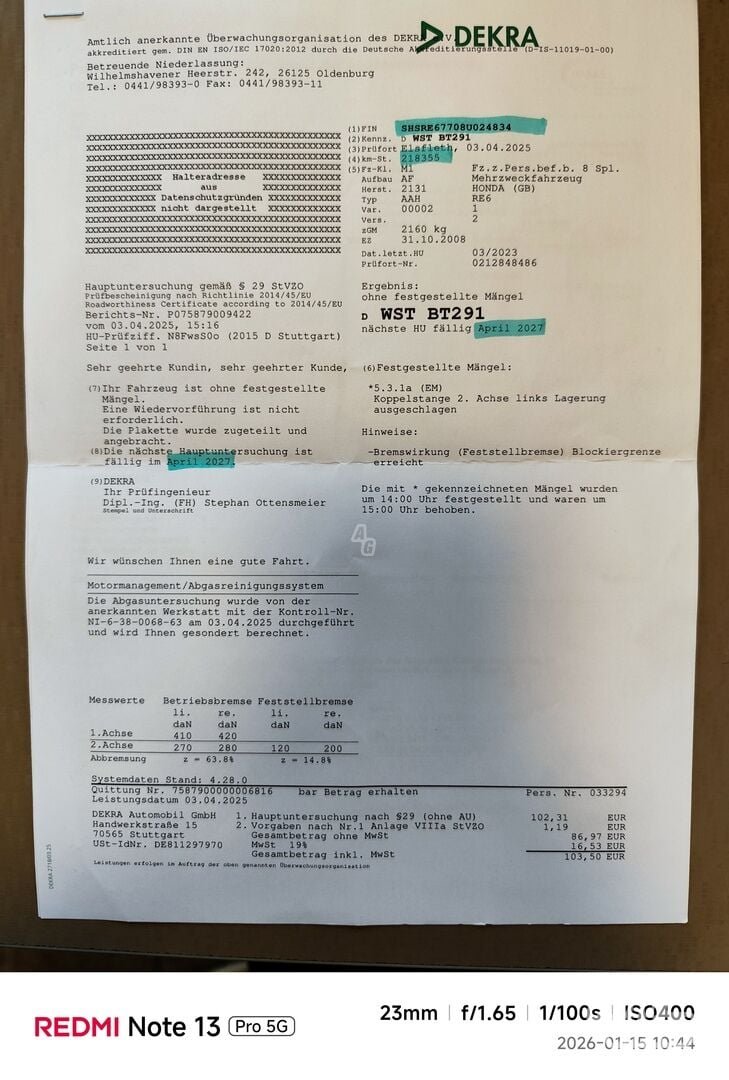 DEKRA
Amtlich anerkannte Überwachungsorganisation des DEKRA e.V.
akkreditiert gem. DIN EN ISO/IEC 17020:2012 durch die Deutsche Akkreditierungsstelle (D-IS-11019-01-00)
Betreuende Niederlassung:
Wilhelmshavener Heerstr. 242, 26125 Oldenburg
Tel.: 0441/98393-0 Fax: 0441/98393-11
Halteradresse
aus
Datenschutzgründen
nicht dargestellt
(1)FIN SHSRE67708U024834
(2)Kennz. D WST BT291
(3)Prüfort Elsfleth, 03.04.2025
(4)km-St. 218355
(5)Fz-Kl. M1 Fz.z.Pers.bef.b. 8 Spl.
Aufbau AF Mehrzweckfahrzeug
Herst. 2131 HONDA (GB)
Typ AAH RE6
Var. 00002 1
Vers. 2
zGM 2160 kg
EZ 31.10.2008
Dat.letzt.HU 03/2023
Prüfort-Nr. 0212848486
Hauptuntersuchung gemäß § 29 StVZO
Prüfbescheinigung nach Richtlinie 2014/45/EU
Roadworthiness Certificate according to 2014/45/EU
Berichts-Nr. P075879009422
vom 03.04.2025, 15:16
HU-Prüfziff. N8FwsS0o (2015 D Stuttgart)
Seite 1 von 1
Ergebnis:
ohne festgestellte Mängel
D WST BT291
nächste HU fällig April 2027
Sehr geehrte Kundin, sehr geehrter Kunde,
(7)Ihr Fahrzeug ist ohne festgestellte
Mängel.
Eine Wiedervorführung ist nicht
erforderlich.
Die Plakette wurde zugeteilt und
angebracht.
(8)Die nächste Hauptuntersuchung ist
fällig im April 2027.
(9)DEKRA
Ihr Prüfingenieur
Dipl.-Ing. (FH) Stephan Ottensmeier
Stempel und Unterschrift
(6)Festgestellte Mängel:
*5.3.1a (EM)
Koppelstange 2. Achse links Lagerung
ausgeschlagen
Hinweise:
-Bremswirkung (Feststellbremse) Blockiergrenze
erreicht
Die mit * gekennzeichneten Mängel wurden
um 14:00 Uhr festgestellt und waren um
15:00 Uhr behoben.
AG
Wir wünschen Ihnen eine gute Fahrt.
Motormanagement/Abgasreinigungssystem
Die Abgasuntersuchung wurde von der
anerkannten Werkstatt mit der Kontroll-Nr.
NI-6-38-0068-63 am 03.04.2025 durchgeführt
und wird Ihnen gesondert berechnet.
Messwerte Betriebsbremse Feststellbremse
li. re. li. re.
daN daN daN daN
1.Achse 410 420
2.Achse 270 280 120 200
Abbremsung z = 63.8% z = 14.8%
Systemdaten Stand: 4.28.0
Quittung Nr. 7587900000006816 bar Betrag erhalten Pers. Nr. 033294
Leistungsdatum 03.04.2025
DEKRA Automobil GmbH
Handwerkstraße 15
70565 Stuttgart
USt-IdNr. DE811297970
1. Hauptuntersuchung nach §29 (ohne AU) 102,31 EUR
2. Vorgaben nach Nr.1 Anlage VIIIa StVZO 1,19 EUR
Gesamtbetrag ohne MwSt 86,97 EUR
MwSt 19% 16,53 EUR
Gesamtbetrag inkl. MwSt 103,50 EUR
Leistungen erfolgen im Auftrag der oben genannten Überwachungsorganisation
REDMI Note 13 Pro 5G
23mm f/1.65 1/100s ISO400
2026-01-15 10:44